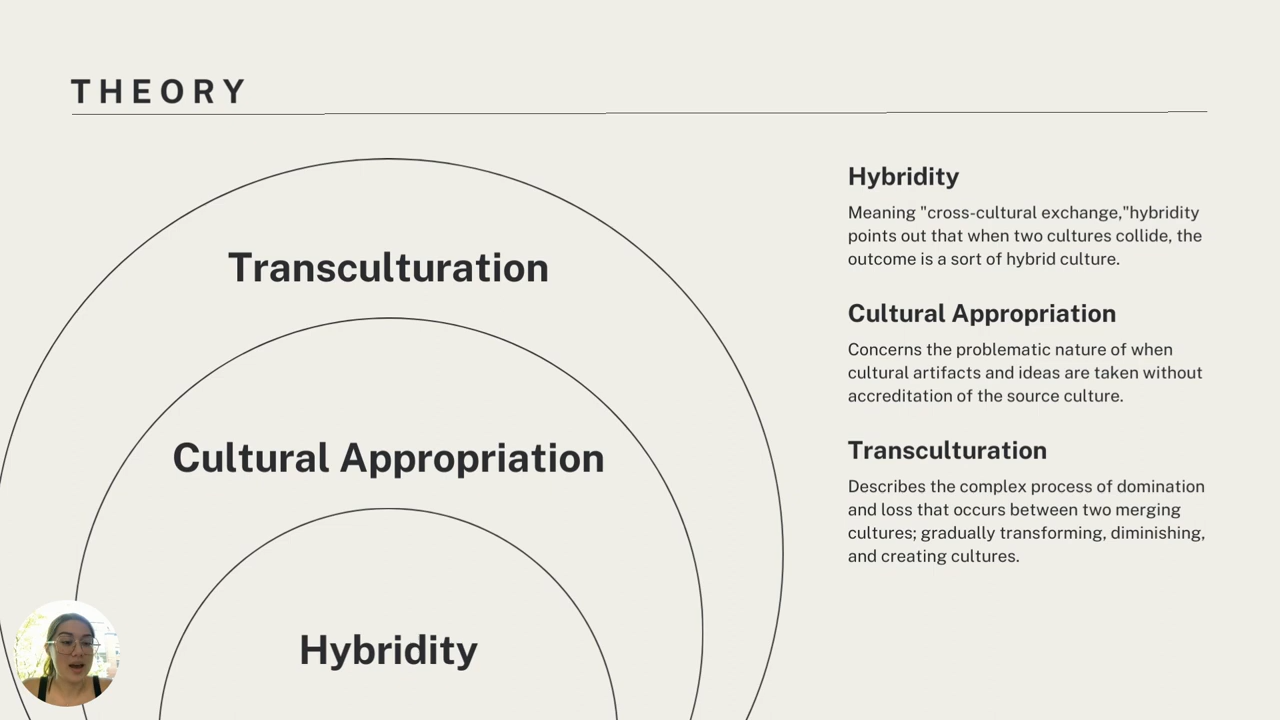 THEORY
Transculturation
Cultural Appropriation
Hybridity
Hybridity
Meaning "cross-cultural exchange,"hybridity
points out that when two cultures collide, the
outcome is a sort of hybrid culture.
Cultural Appropriation
Concerns the problematic nature of when
cultural artifacts and ideas are taken without
accreditation of the source culture.
Transculturation
Describes the complex process of domination
and loss that occurs between two merging
cultures; gradually transforming, diminishing,
and creating cultures.